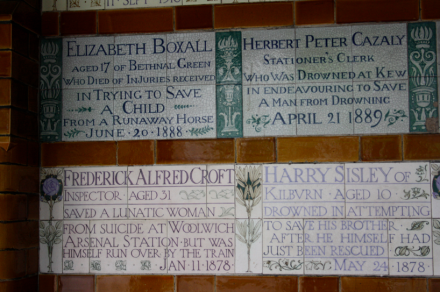 SEPT 1918
ELIZABETH BOXALL
AGED 17 OF BETHNAL GREEN
WHO DIED OF INJURIES RECEIVED
IN TRYING TO SAVE
A CHILD
FROM A RUNAWAY HORSE
JUNE · 20 · 1888
HERBERT PETER CAZALY
STATIONER'S CLERK
WHO WAS DROWNED AT KEW
IN ENDEAVOURING TO SAVE
A MAN FROM DROWNING
APRIL 21 1889
FREDERICK ALFRED CROFT
INSPECTOR · AGED 31
SAVED A LUNATIC WOMAN
FROM SUICIDE AT WOOLWICH
ARSENAL STATION · BUT WAS
HIMSELF RUN OVER BY THE TRAIN
JAN · 11 · 1878
HARRY SISLEY OF
KILBURN · AGED 10
DROWNED IN ATTEMPTING
TO SAVE HIS BROTHER
AFTER HE HIMSELF HAD
JUST BEEN RESCUED
MAY 24 1878